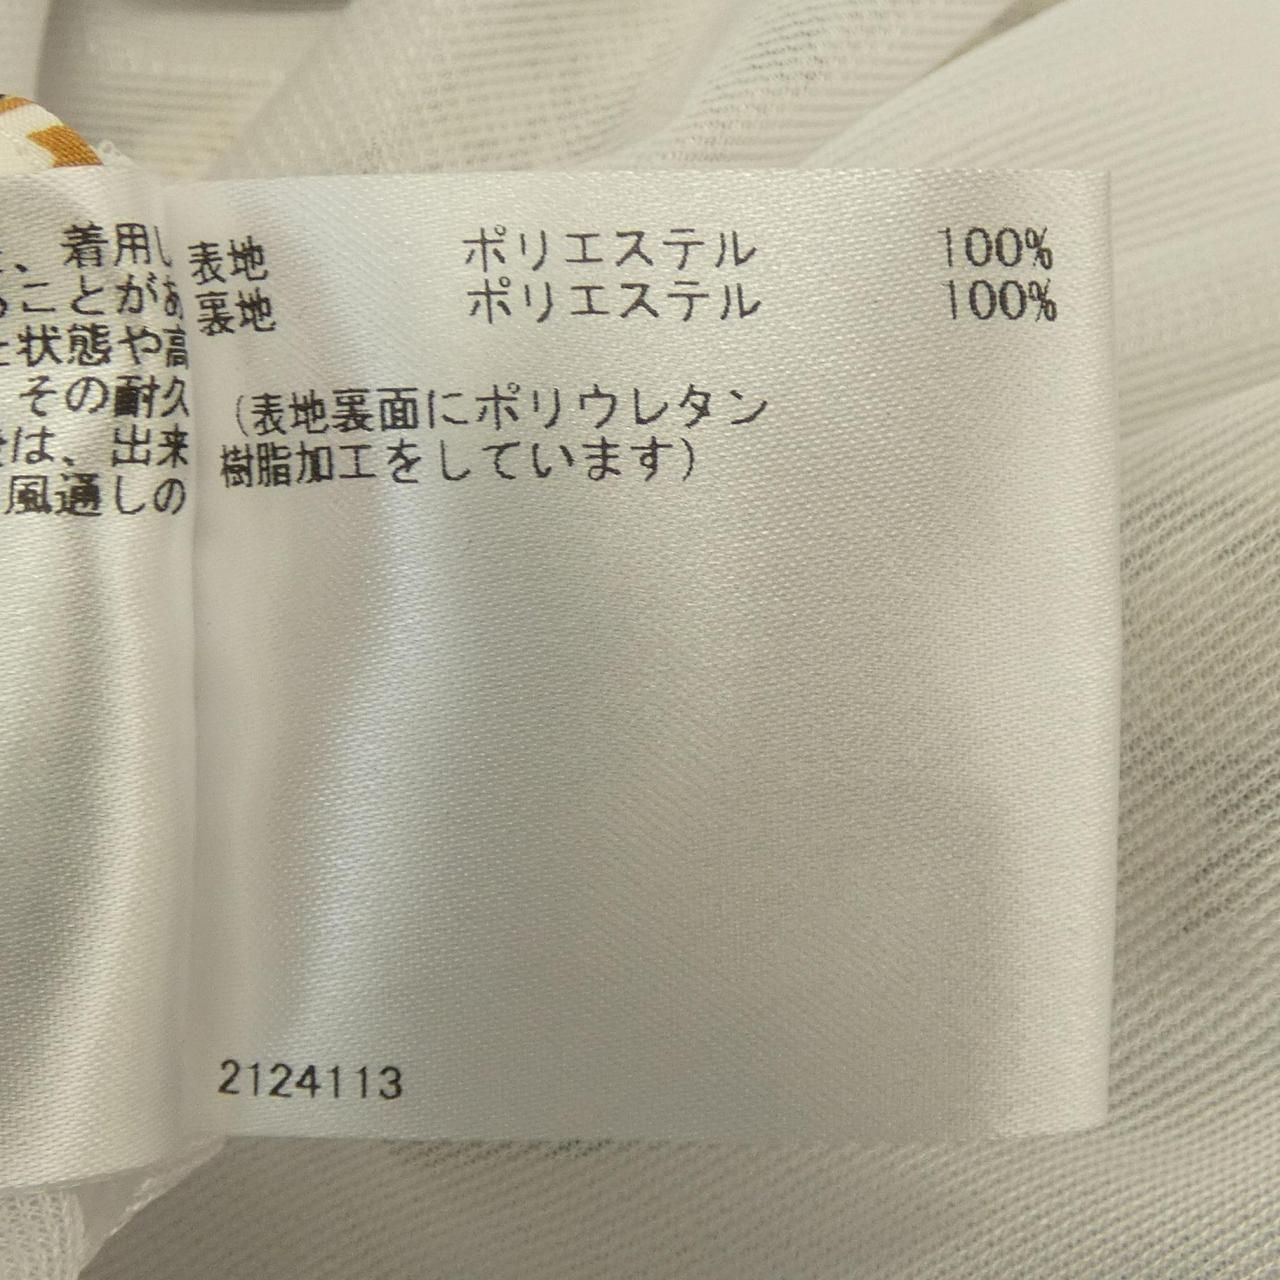 、着用し
ことがあ
状態や高
その耐久
は、出来
風通しの
表地 ポリエステル 100%
裏地 ポリエステル 100%
(表地裏面にポリウレタン
樹脂加工をしています)
2124113